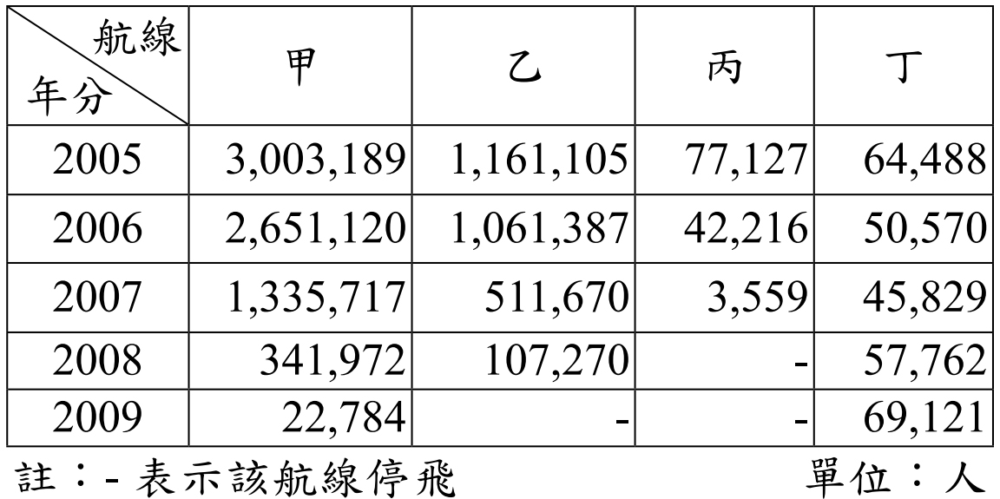 航線 甲 乙 丙 丁
年分
2005 3,003,189 1,161,105 77,127 64,488
2006 2,651,120 1,061,387 42,216 50,570
2007 1,335,717 511,670 3,559 45,829
2008 341,972 107,270 - 57,762
2009 22,784 - - 69,121
註：- 表示該航線停飛 單位：人